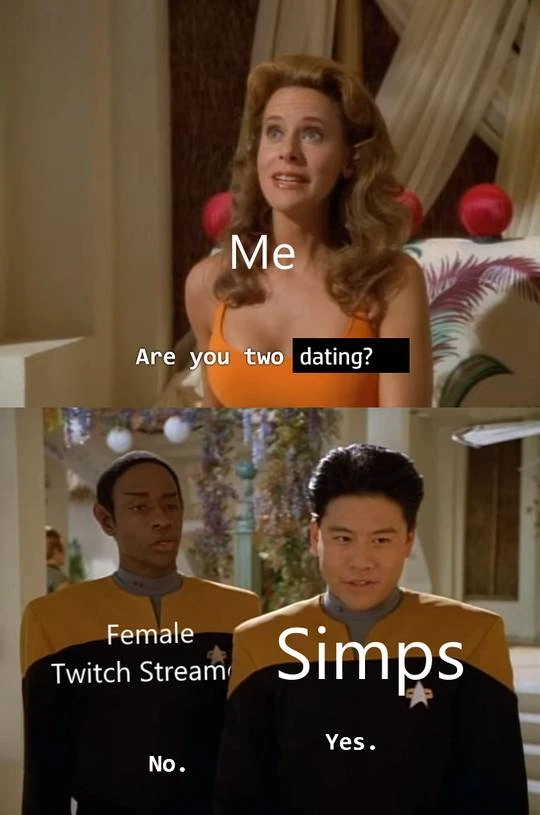 Me
Are you two dating?
Female
Twitch Stream
Simps
Yes.
No.